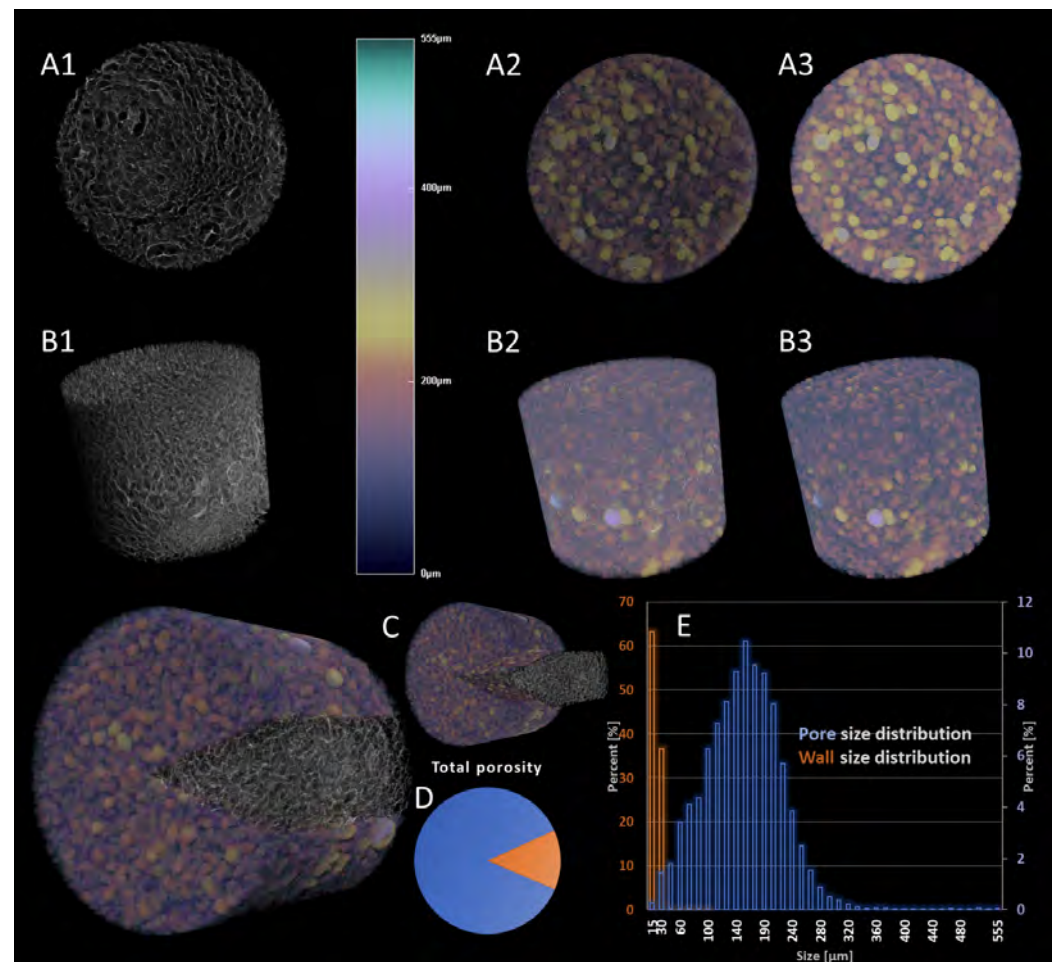 A1
A2
A3
555µm
400µm
200µm
0µm
B1
B2
B3
C
Total porosity
D
E
70
60
50
40
30
20
10
0
Percent [%]
12
10
8
6
4
2
0
Percent [%]
Pore size distribution
Wall size distribution
15
30
60
100
140
190
240
280
320
360
400
440
480
555
Size [µm]